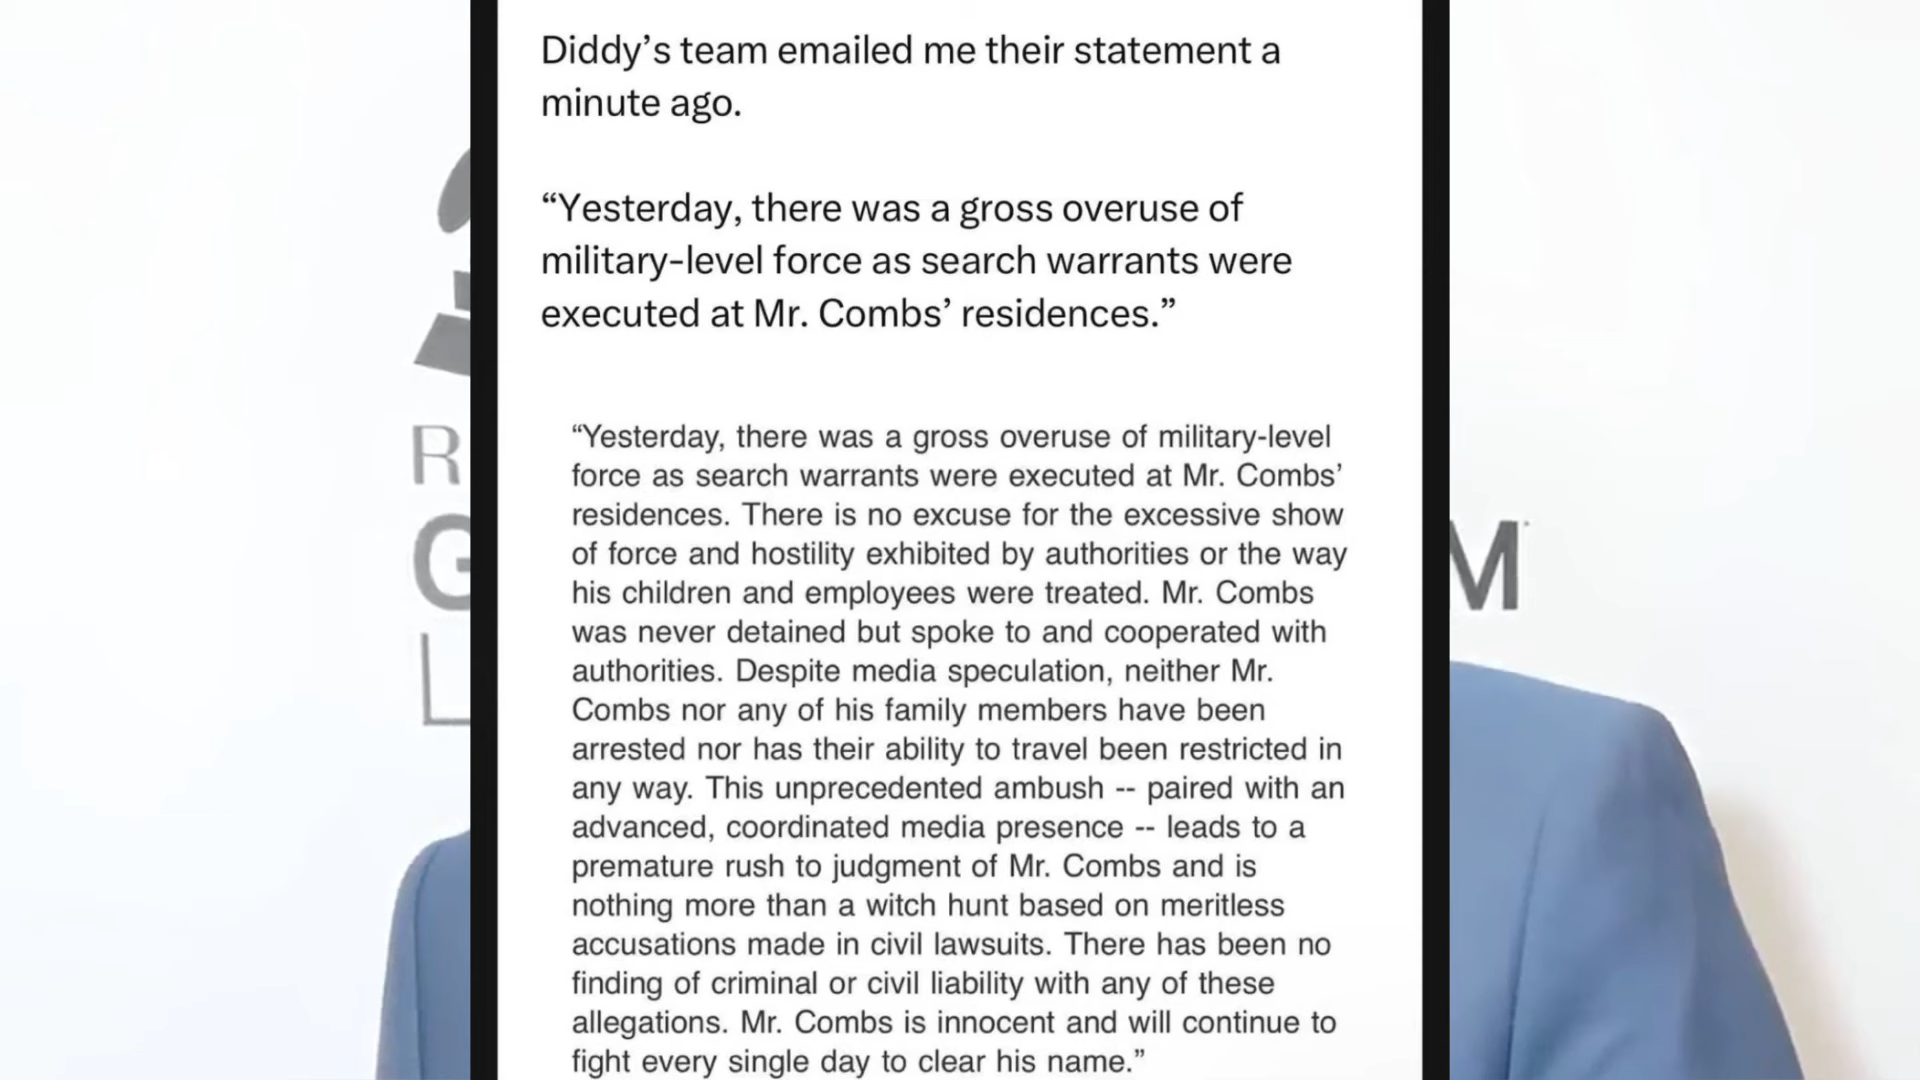 Diddy’s team emailed me their statement a
minute ago.
“Yesterday, there was a gross overuse of
military-level force as search warrants were
executed at Mr. Combs’ residences.”
“Yesterday, there was a gross overuse of military-level
force as search warrants were executed at Mr. Combs’
residences. There is no excuse for the excessive show
of force and hostility exhibited by authorities or the way
his children and employees were treated. Mr. Combs
was never detained but spoke to and cooperated with
authorities. Despite media speculation, neither Mr.
Combs nor any of his family members have been
arrested nor has their ability to travel been restricted in
any way. This unprecedented ambush -- paired with an
advanced, coordinated media presence -- leads to a
premature rush to judgment of Mr. Combs and is
nothing more than a witch hunt based on meritless
accusations made in civil lawsuits. There has been no
finding of criminal or civil liability with any of these
allegations. Mr. Combs is innocent and will continue to
fight every single day to clear his name.”
R
G
L
M